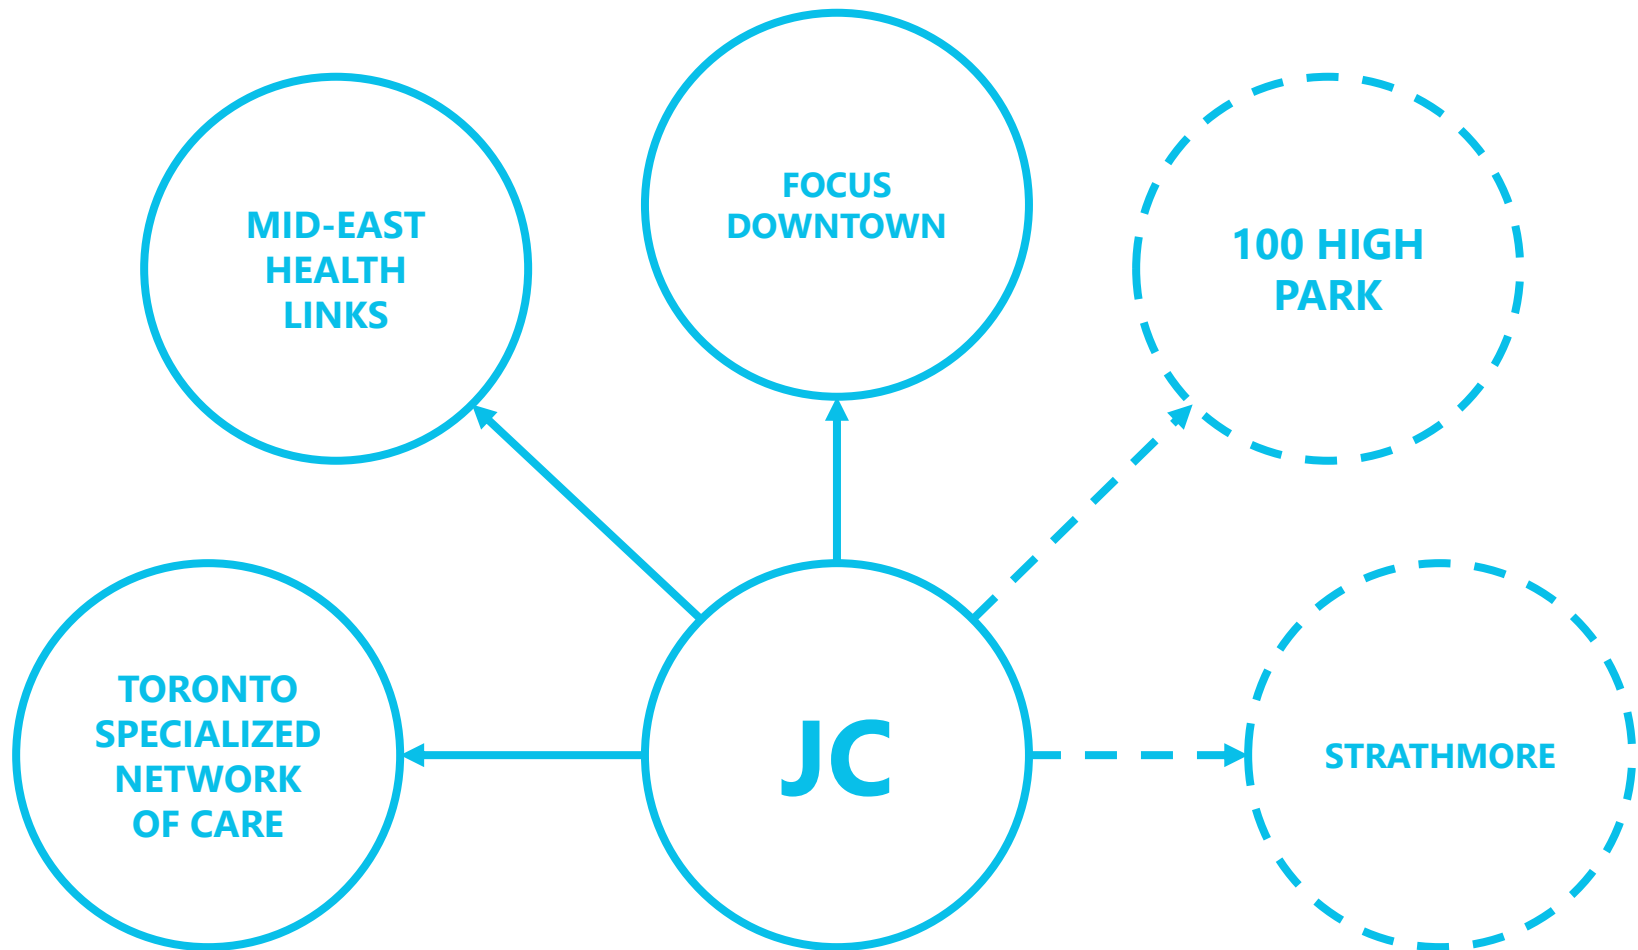 FOCUS
DOWNTOWN
MID-EAST
HEALTH
LINKS
100 HIGH
PARK
TORONTO
SPECIALIZED
NETWORK
OF CARE
JC
STRATHMORE